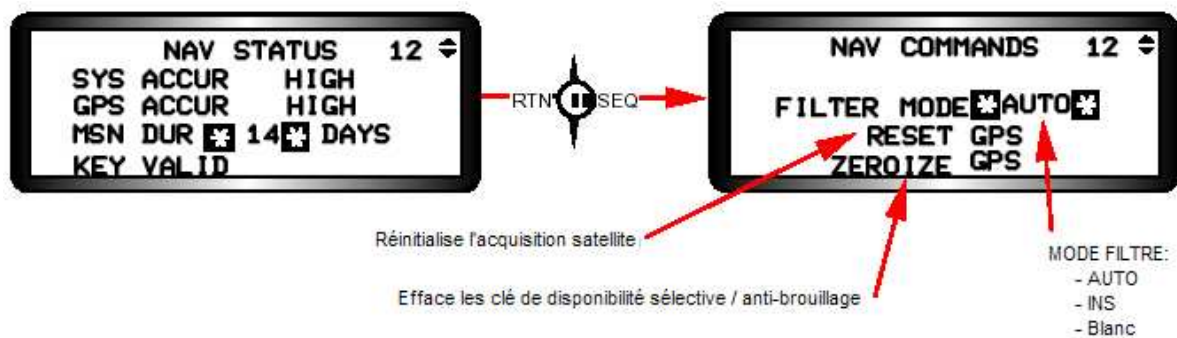 NAV STATUS 12
SYS ACCUR HIGH
GPS ACCUR HIGH
MSN DUR * 14 * DAYS
KEY VALID
RTN SEQ
NAV COMMANDS 12
FILTER MODE * AUTO *
RESET GPS
ZEROIZE GPS
Réinitialise l'acquisition satellite
Efface les clé de disponibilité sélective / anti-brouillage
MODE FILTRE:
- AUTO
- INS
- Blanc